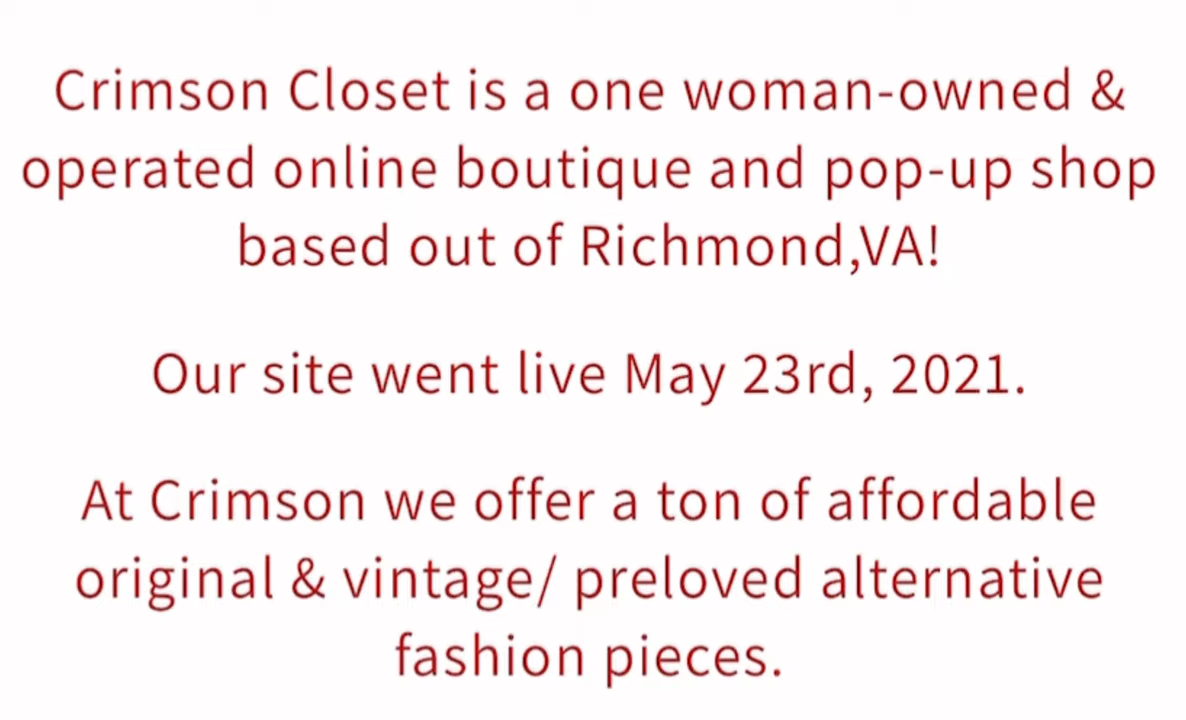 Crimson Closet is a one woman-owned &
operated online boutique and pop-up shop
based out of Richmond,VA!
Our site went live May 23rd, 2021.
At Crimson we offer a ton of affordable
original & vintage/ preloved alternative
fashion pieces.